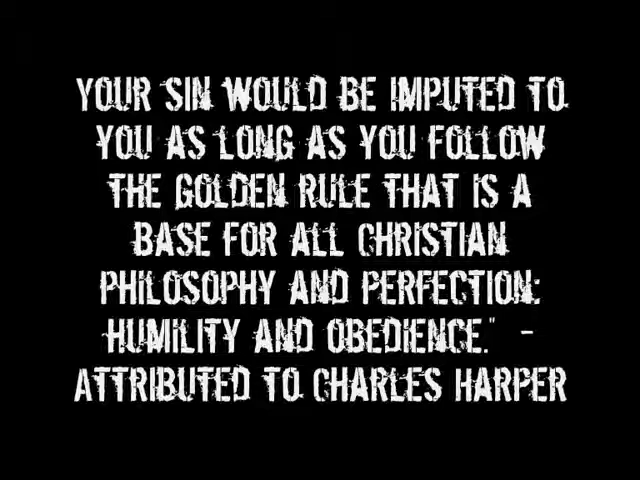 YOUR SIN WOULD BE IMPUTED TO
YOU AS LONG AS YOU FOLLOW
THE GOLDEN RULE THAT IS A
BASE FOR ALL CHRISTIAN
PHILOSOPHY AND PERFECTION:
HUMILITY AND OBEDIENCE." -
ATTRIBUTED TO CHARLES HARPER